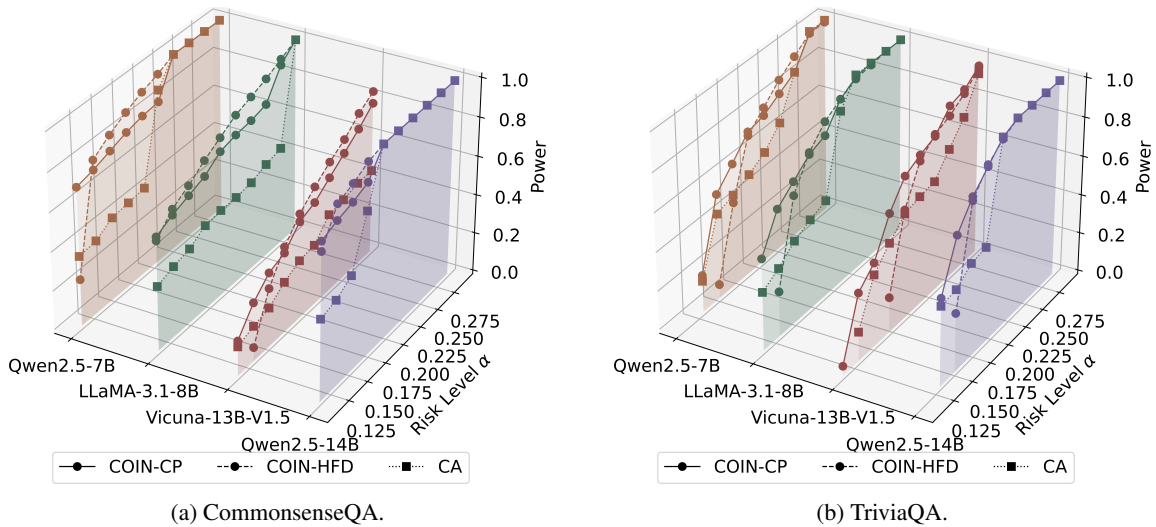 1.0
0.8
0.6
0.4
0.2
0.0
Power
0.275
0.250
0.225
0.200
0.175
0.150
0.125
Risk Level α
Qwen2.5-7B
LLaMA-3.1-8B
Vicuna-13B-V1.5
Qwen2.5-14B
COIN-CP COIN-HFD CA
(a) CommonsenseQA.
1.0
0.8
0.6
0.4
0.2
0.0
Power
0.275
0.250
0.225
0.200
0.175
0.150
0.125
Risk Level α
Qwen2.5-7B
LLaMA-3.1-8B
Vicuna-13B-V1.5
Qwen2.5-14B
COIN-CP COIN-HFD CA
(b) TriviaQA.